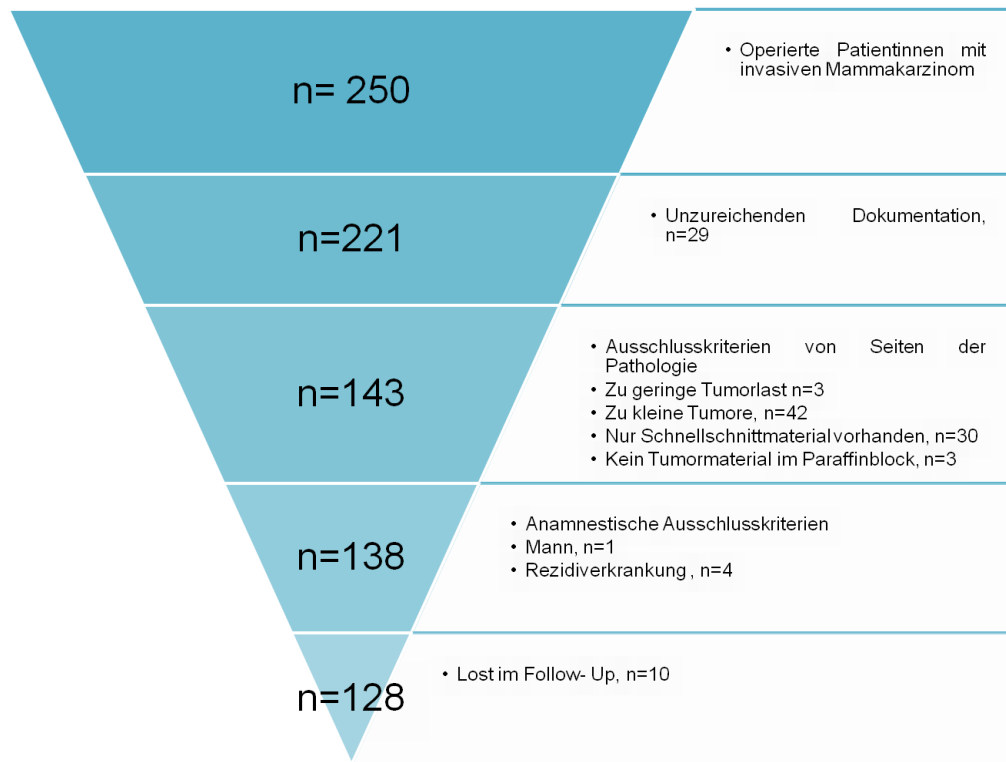 n= 250
• Operierte Patientinnen mit
invasiven Mammakarzinom
n=221
• Unzureichenden Dokumentation,
n=29
n=143
• Ausschlusskriterien von Seiten der
Pathologie
• Zu geringe Tumorlast n=3
• Zu kleine Tumore, n=42
• Nur Schnellschnittmaterial vorhanden, n=30
• Kein Tumormaterial im Paraffinblock, n=3
n=138
• Anamnestische Ausschlusskriterien
• Mann, n=1
• Rezidiverkrankung , n=4
n=128
• Lost im Follow- Up, n=10